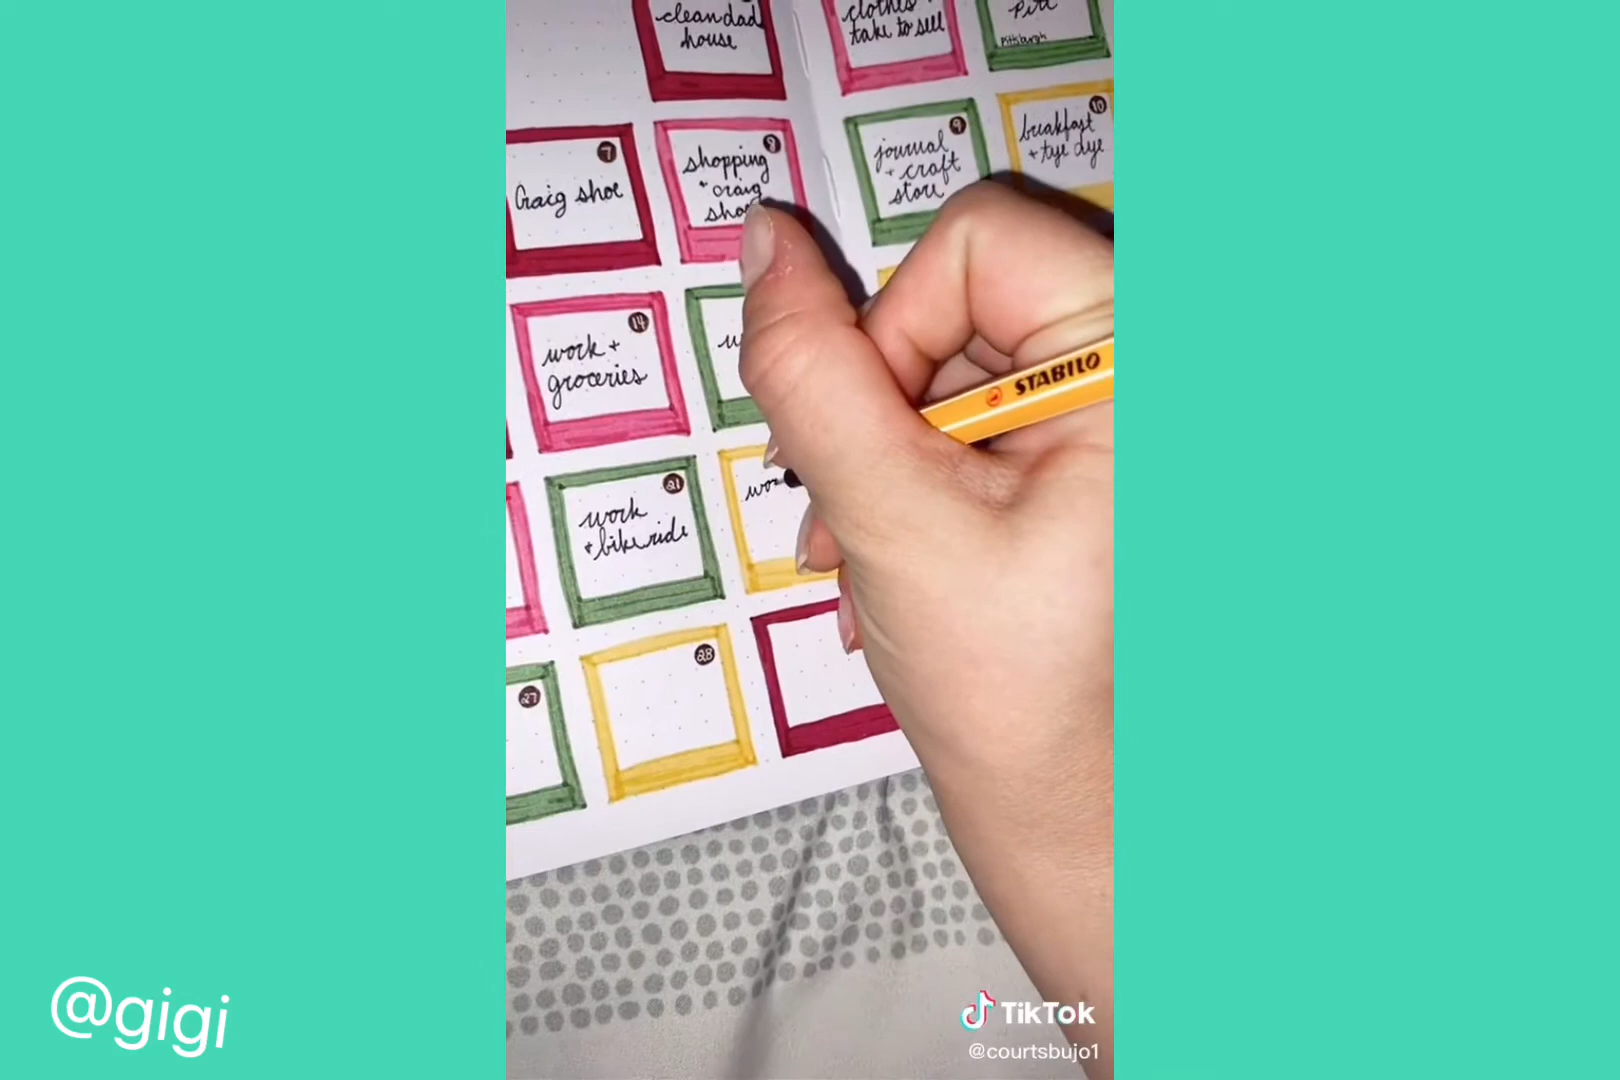 clean dad
house
clothes +
take to sell
Pitt
Pittsburgh
7
Craig shoe
8
shopping
+ craig
9
journal
+ craft
store
10
breakfast
+ tye dye
14
work +
groceries
STABILO
21
work
+ bike ride
27
28
@gigi
TikTok
@courtsbujo1